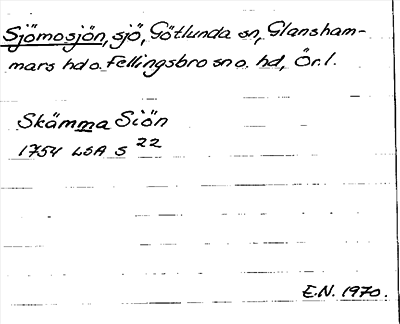 Sjömosjön, sjö, Götlunda sn, Glansham-
mars hd o. Fellingsbro sn o. hd, Ör. l.
Skämma Siön
1754 LSA S 22
E.N. 1970.